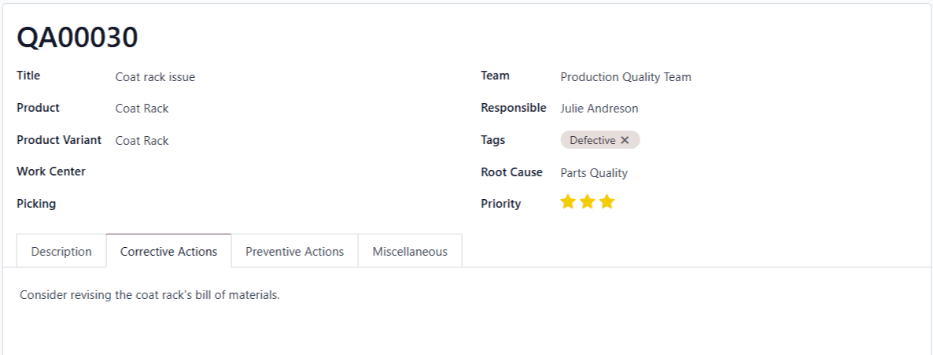 QA00030
Title Coat rack issue
Team Production Quality Team
Product Coat Rack
Responsible Julie Andreson
Product Variant Coat Rack
Tags Defective ✕
Work Center
Root Cause Parts Quality
Picking
Priority
Description Corrective Actions Preventive Actions Miscellaneous
Consider revising the coat rack's bill of materials.